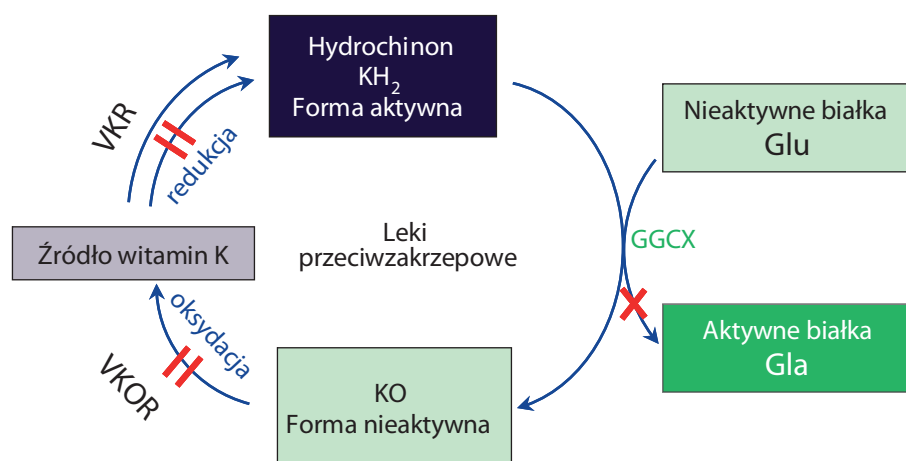 Hydrochinon
KH2
Forma aktywna
VKR
redukcja
Nieaktywne białka
Glu
Źródło witamin K
Leki
przeciwzakrzepowe
GGCX
oksydacja
VKOR
KO
Forma nieaktywna
Aktywne białka
Gla